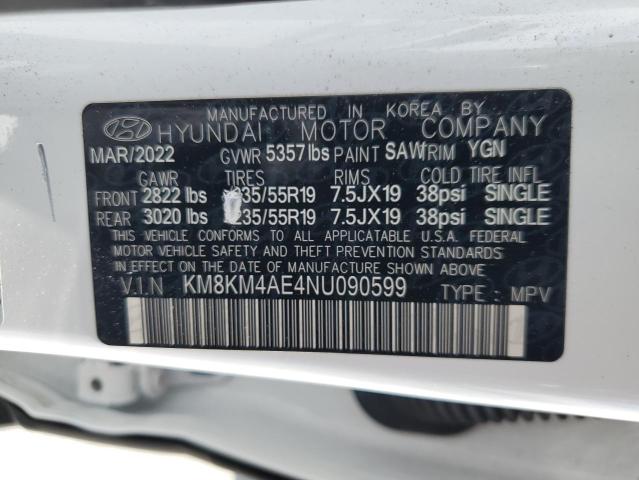 MANUFACTURED IN KOREA BY
HYUNDAI MOTOR COMPANY
MAR/2022 GVWR 5357 lbs PAINT SAW TRIM YGN
GAWR TIRES RIMS COLD TIRE INFL
FRONT 2822 lbs 235/55R19 7.5JX19 38psi SINGLE
REAR 3020 lbs 235/55R19 7.5JX19 38psi SINGLE
THIS VEHICLE CONFORMS TO ALL APPLICATABLE U.S.A. FEDERAL
MOTOR VEHICLE SAFETY, BUMPER, AND THEFT PREVENTION STANDARDS
IN EFFECT ON THE DATE OF MANUFACTURE SHOWN ABOVE.
V.I.N KM8KM4AE4NU090599 TYPE : MPV